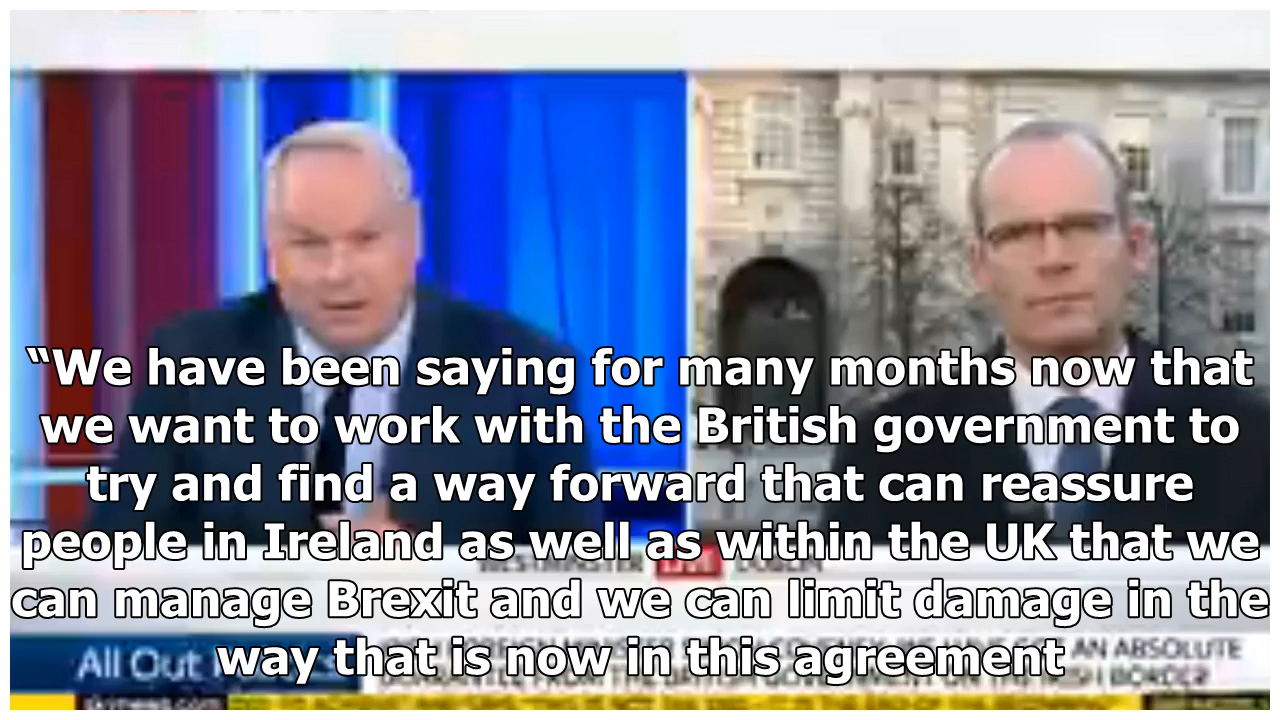 “We have been saying for many months now that
we want to work with the British government to
try and find a way forward that can reassure
people in Ireland as well as within the UK that we
can manage Brexit and we can limit damage in the
way that is now in this agreement
WESTMINSTER LIVE DUBLIN
All Out
AN ABSOLUTE
BORDER